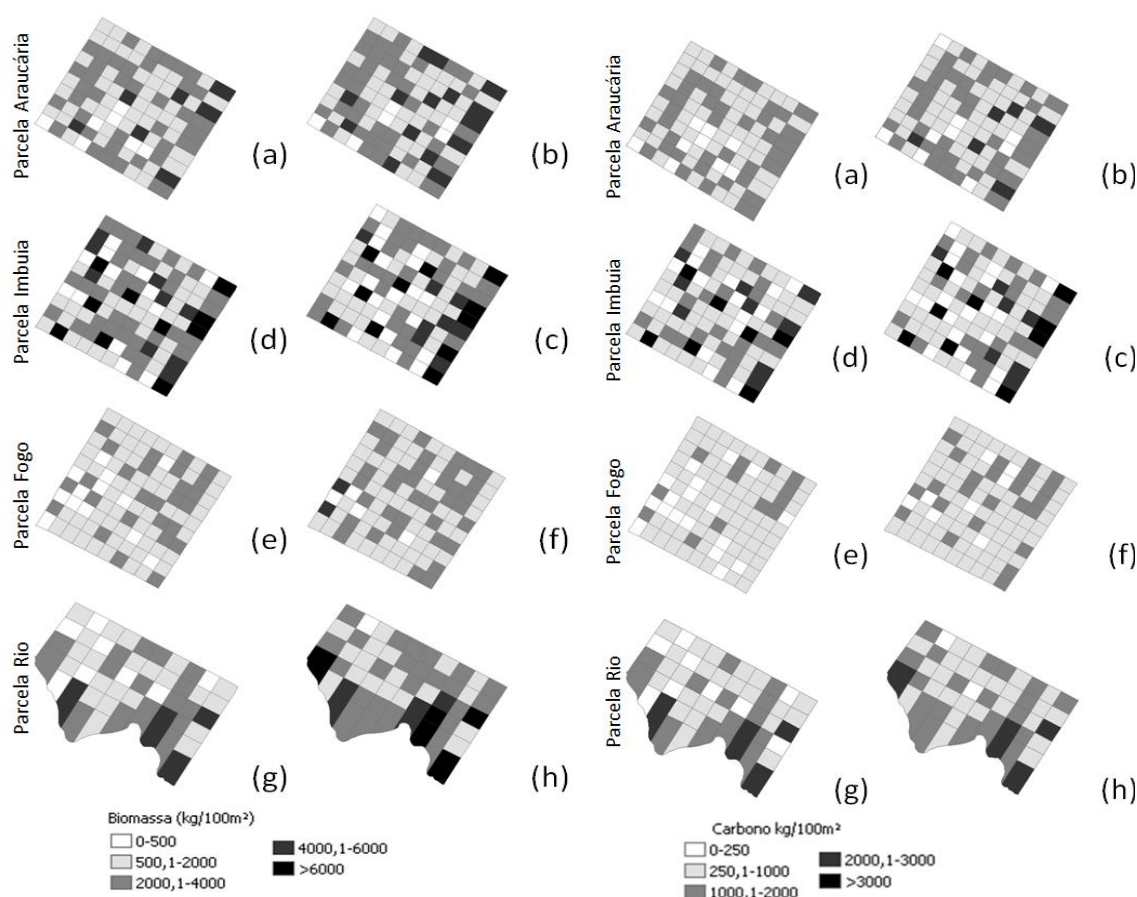 Parcela Araucária
(a)
(b)
Parcela Imbuia
(d)
(c)
Parcela Fogo
(e)
(f)
Parcela Rio
(g)
(h)
Biomassa (kg/100m²)
0-500
500,1-2000
2000,1-4000
4000,1-6000
>6000
Parcela Araucária
(a)
(b)
Parcela Imbuia
(d)
(c)
Parcela Fogo
(e)
(f)
Parcela Rio
(g)
(h)
Carbono kg/100m²
0-250
250,1-1000
1000,1-2000
2000,1-3000
>3000